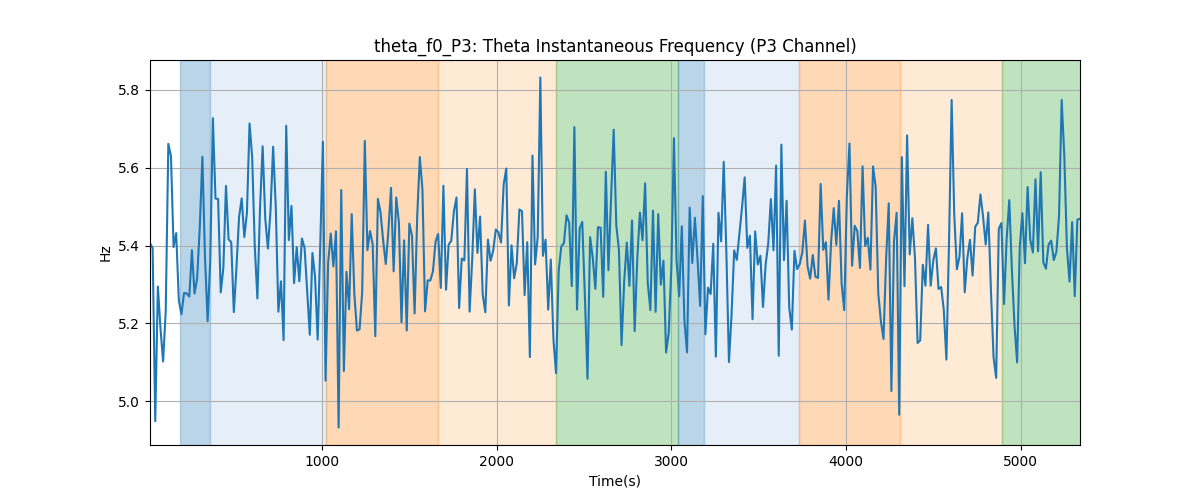 theta_f0_P3: Theta Instantaneous Frequency (P3 Channel)
Hz
5.8
5.6
5.4
5.2
5.0
1000 2000 3000 4000 5000
Time(s)